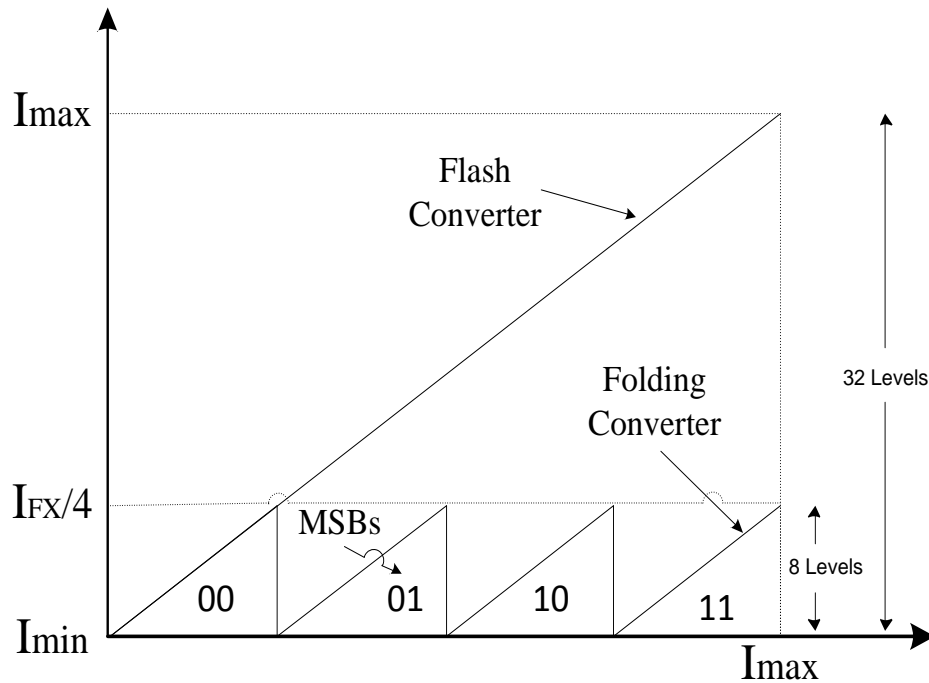 Imax
Flash
Converter
32 Levels
Folding
Converter
IFX/4
MSBs
8 Levels
00
01
10
11
Imin
Imax